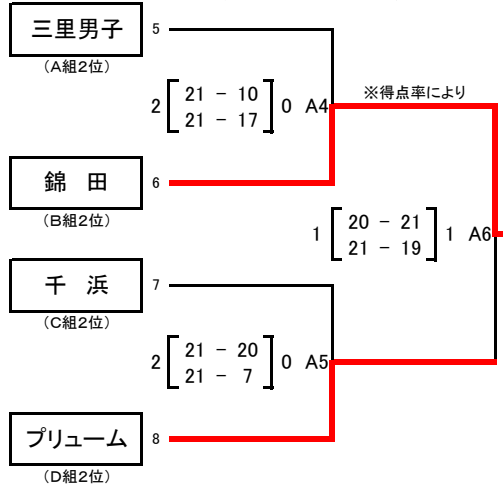 三里男子 5
（A組2位）
※得点率により
2 [ 21 - 10 ] 0 A4
21 - 17
錦 田 6
（B組2位）
1 [ 20 - 21 ] 1 A6
21 - 19
千 浜 7
（C組2位）
2 [ 21 - 20 ] 0 A5
21 - 7
プリューム 8
（D組2位）